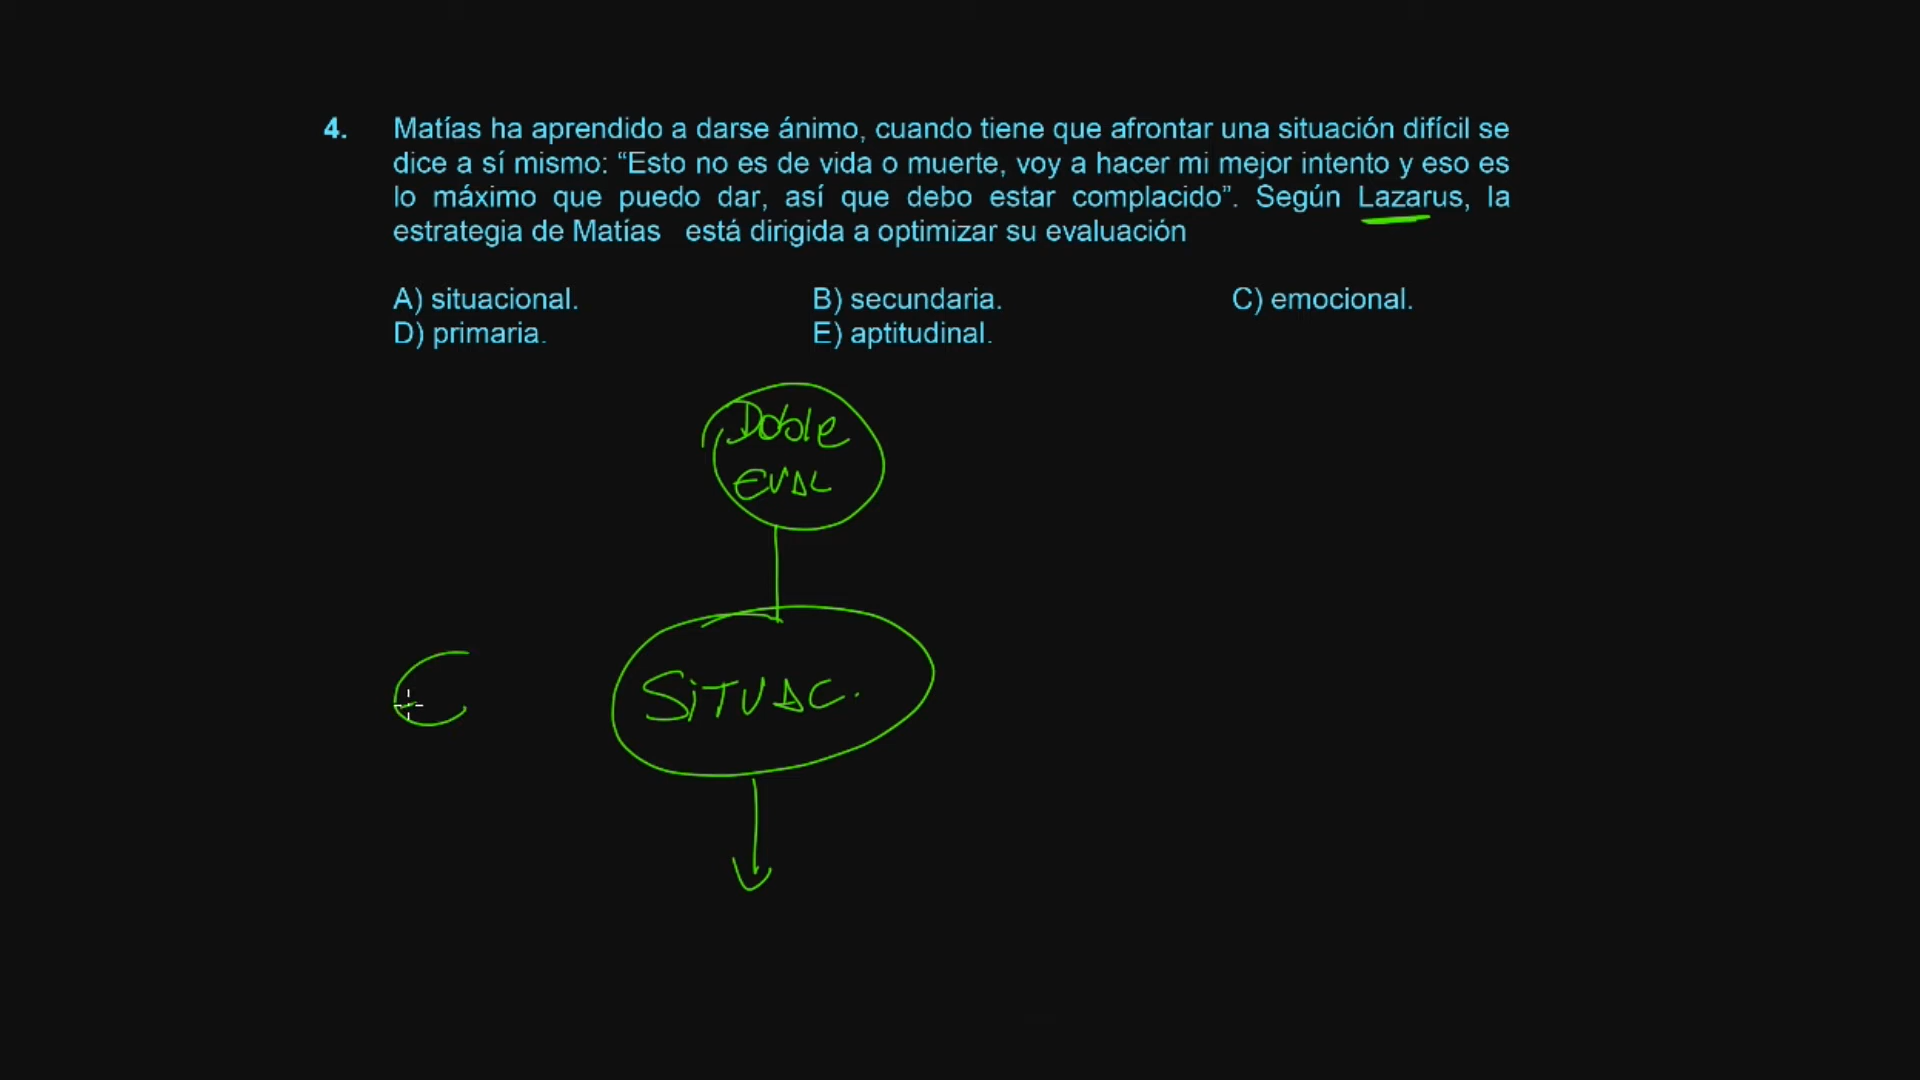 4. Matías ha aprendido a darse ánimo, cuando tiene que afrontar una situación difícil se
dice a sí mismo: “Esto no es de vida o muerte, voy a hacer mi mejor intento y eso es
lo máximo que puedo dar, así que debo estar complacido”. Según Lazarus, la
estrategia de Matías está dirigida a optimizar su evaluación
A) situacional. B) secundaria. C) emocional.
D) primaria. E) aptitudinal.
Doble
EVAL
SITUAC.